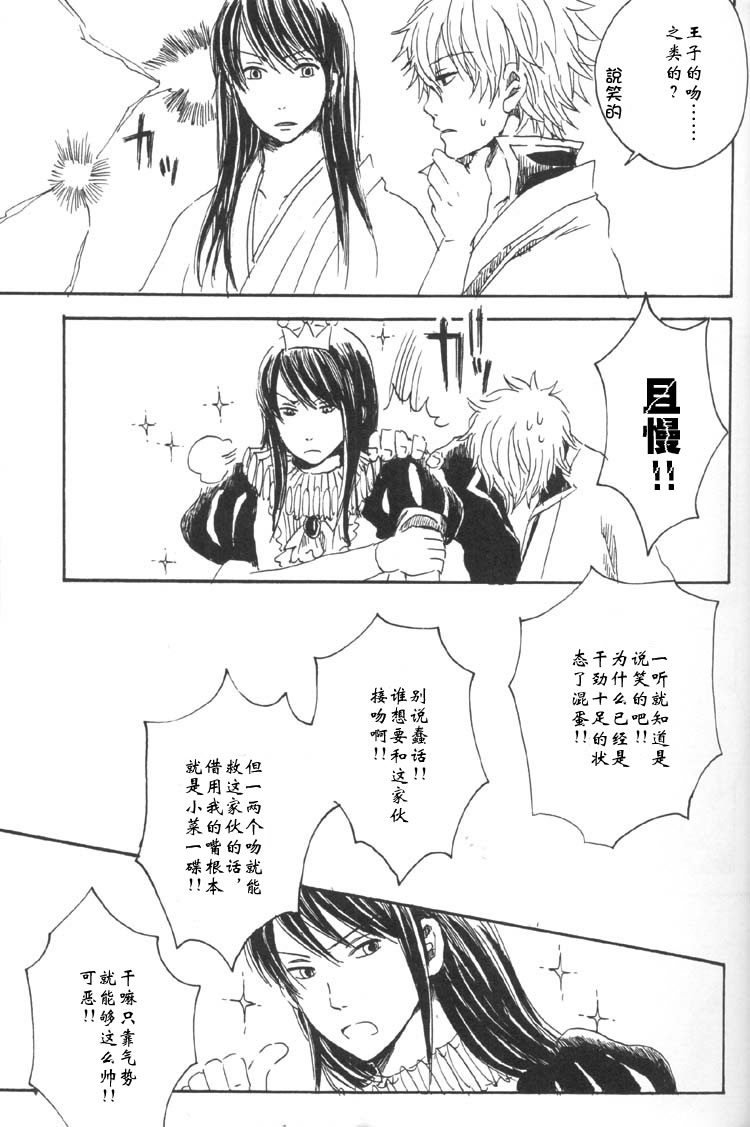 王子的吻……
之类的？
說笑的
ガガッ
且慢!!
ガシッ
一听就知道是
说笑的吧!!
为什么已经是
干劲十足的状
态了混蛋!!
别说蠢话!!
谁想要和这家伙
接吻啊!!
但一两个吻就能
救这家伙的话，
借用我的嘴根本
就是小菜一碟!!
干嘛只靠气势
就能够这么帅!!
可恶!!